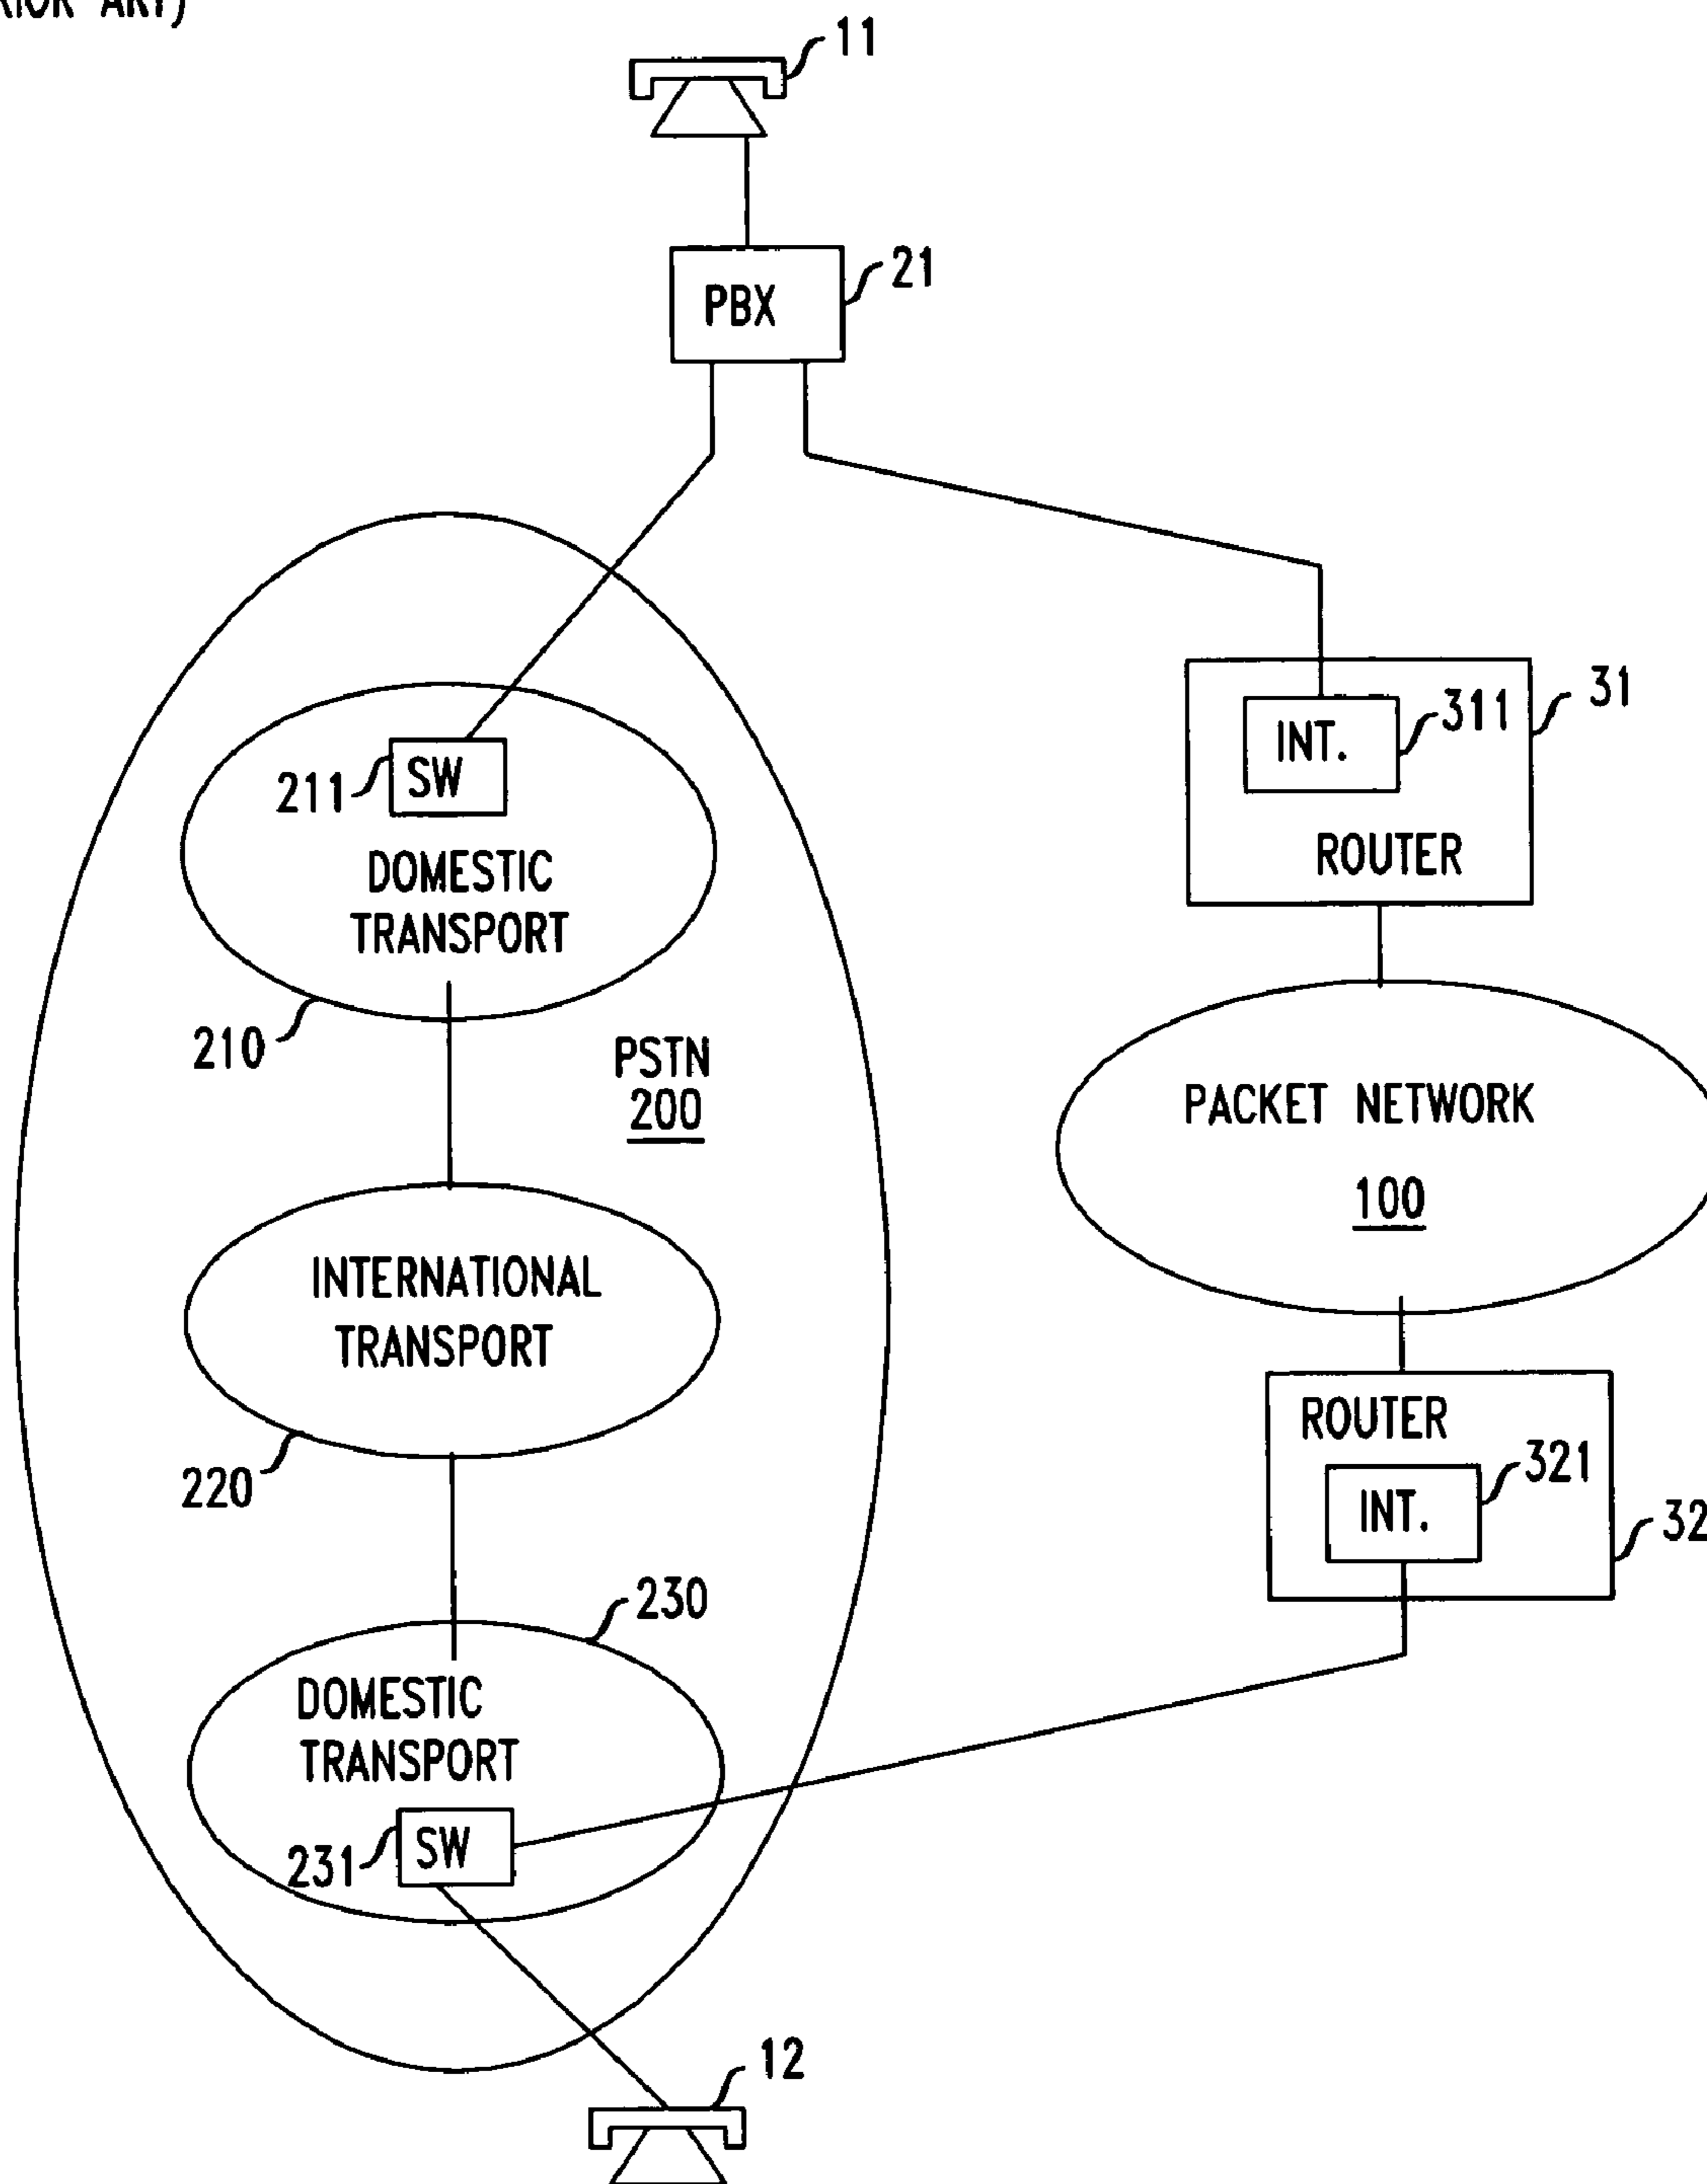 11
PBX
21
SW
211
DOMESTIC
TRANSPORT
210
PSTN
200
INTERNATIONAL
TRANSPORT
220
230
DOMESTIC
TRANSPORT
SW
231
12
INT.
311
31
ROUTER
PACKET NETWORK
100
ROUTER
INT.
321
32